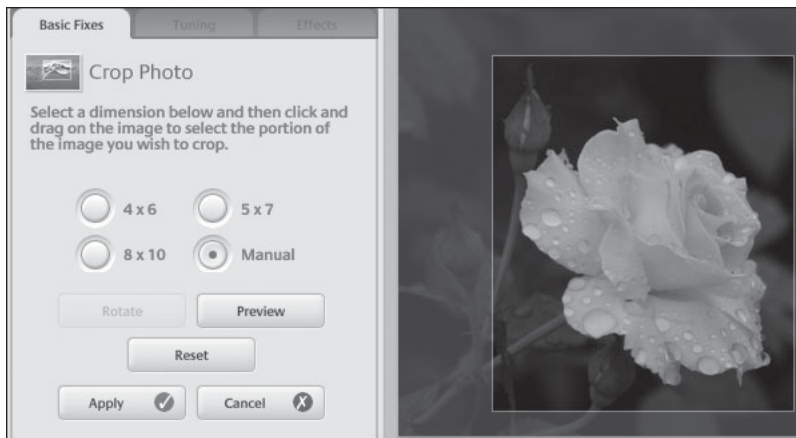 Basic Fixes
Tuning
Effects
Crop Photo
Select a dimension below and then click and
drag on the image to select the portion of
the image you wish to crop.
4 x 6
5 x 7
8 x 10
Manual
Rotate
Preview
Reset
Apply
Cancel